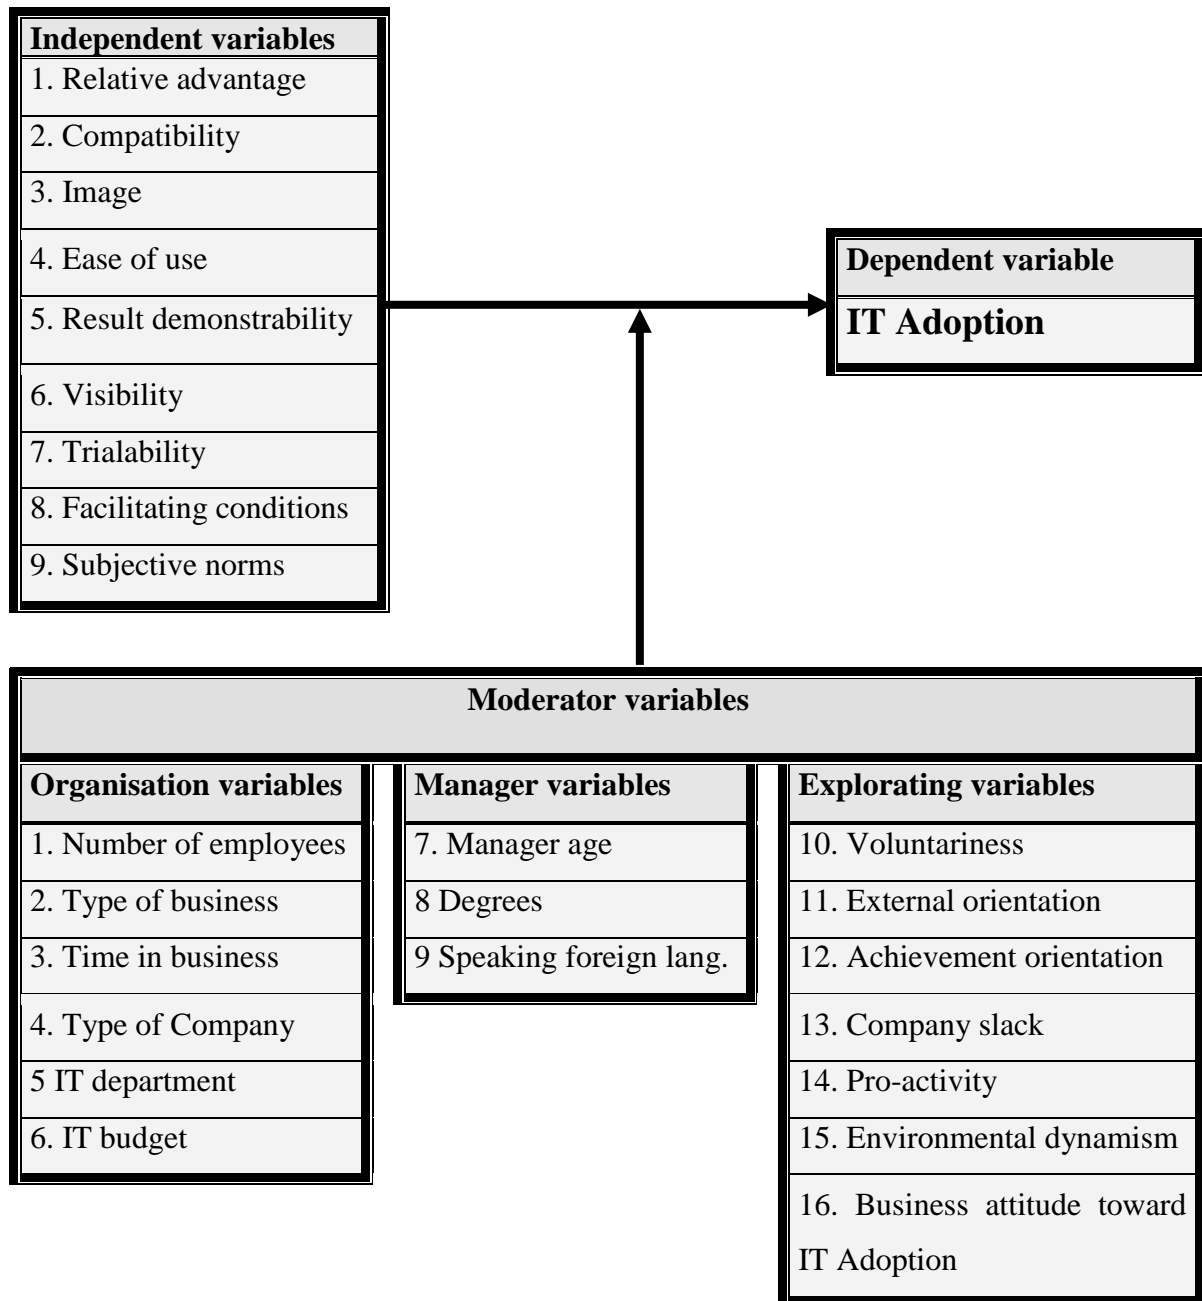 Independent variables
1. Relative advantage
2. Compatibility
3. Image
4. Ease of use
5. Result demonstrability
6. Visibility
7. Trialability
8. Facilitating conditions
9. Subjective norms
Dependent variable
IT Adoption
Moderator variables
Organisation variables
1. Number of employees
2. Type of business
3. Time in business
4. Type of Company
5 IT department
6. IT budget
Manager variables
7. Manager age
8 Degrees
9 Speaking foreign lang.
Explorating variables
10. Voluntariness
11. External orientation
12. Achievement orientation
13. Company slack
14. Pro-activity
15. Environmental dynamism
16. Business attitude toward
IT Adoption